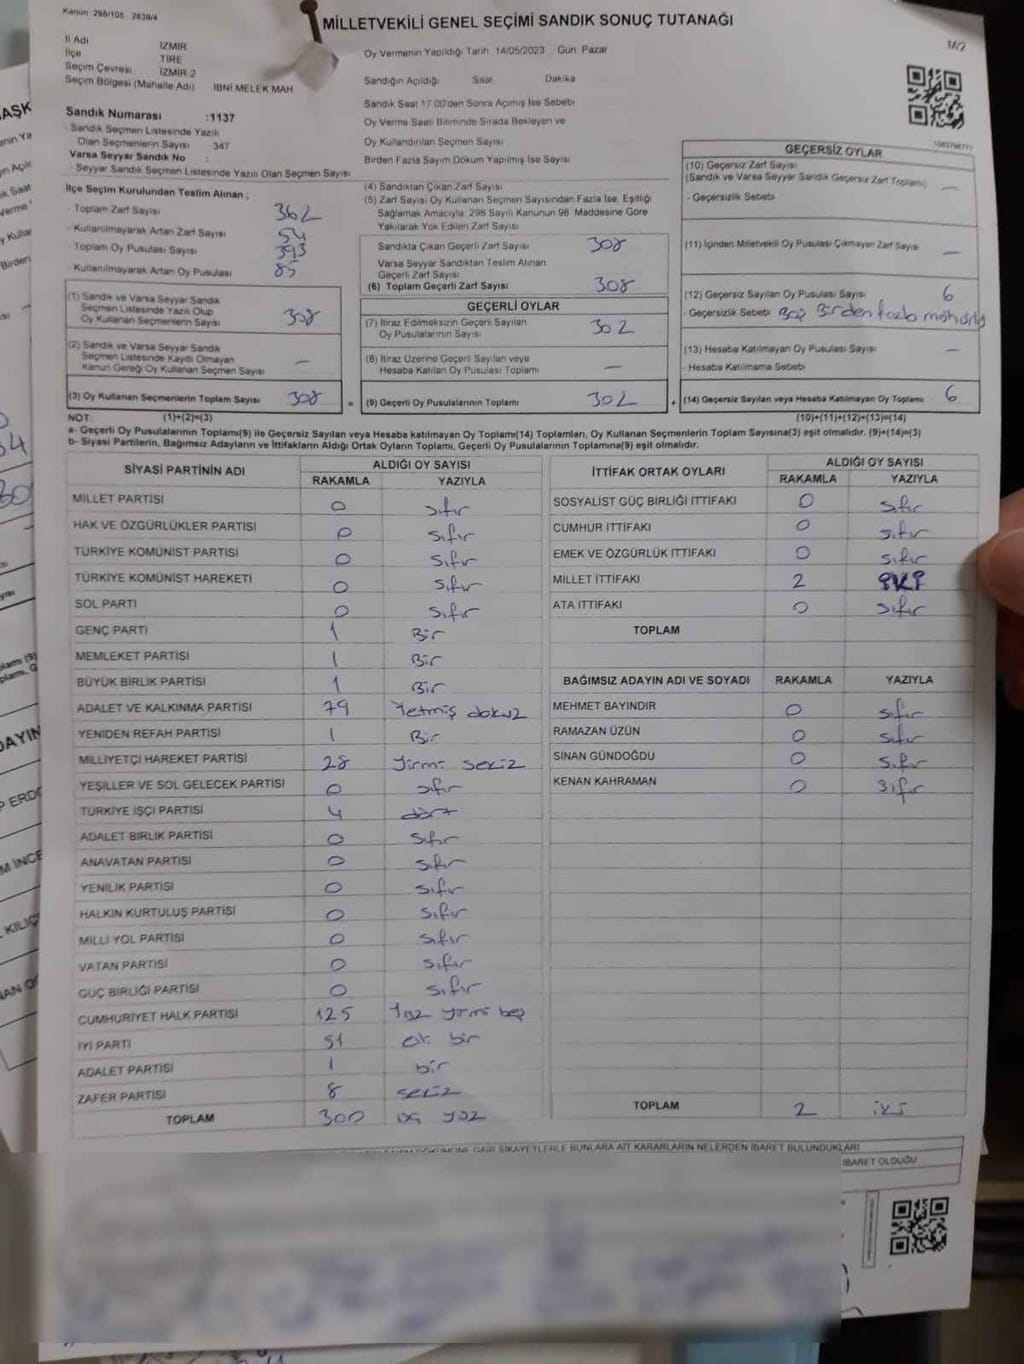 Kanun 298/105 2839/4
MİLLETVEKİLİ GENEL SEÇİMİ SANDIK SONUÇ TUTANAĞI
M/2
İl Adı İZMİR
İlçe TİRE
Seçim Çevresi İZMİR-2
Seçim Bölgesi (Mahalle Adı) İBNİ MELEK MAH
Oy Vermenin Yapıldığı Tarih 14/05/2023 Gün Pazar
Sandığın Açıldığı Saat Dakika
Sandık Saat 17.00'den Sonra Açılmış İse Sebebi
Oy Verme Saati Bitiminde Sırada Bekleyen ve
Oy Kullandırılan Seçmen Sayısı
Birden Fazla Sayım Döküm Yapılmış İse Sayısı
Sandık Numarası :1137
- Sandık Seçmen Listesinde Yazılı
Olan Seçmenlerin Sayısı 347
Varsa Seyyar Sandık No :
- Seyyar Sandık Seçmen Listesinde Yazılı Olan Seçmen Sayısı
İlçe Seçim Kurulundan Teslim Alınan ;
- Toplam Zarf Sayısı 362
- Kullanılmayarak Artan Zarf Sayısı 54
- Toplam Oy Pusulası Sayısı 393
- Kullanılmayarak Artan Oy Pusulası 85
(1) Sandık ve Varsa Seyyar Sandık
Seçmen Listesinde Yazılı Olup
Oy Kullanan Seçmenlerin Sayısı 308
(2) Sandık ve Varsa Seyyar Sandık
Seçmen Listesinde Kaydı Olmayan
Kanun Gereği Oy Kullanan Seçmen Sayısı —
(3) Oy Kullanan Seçmenlerin Toplam Sayısı 308
(4) Sandıktan Çıkan Zarf Sayısı
(5) Zarf Sayısı Oy Kullanan Seçmen Sayısından Fazla İse, Eşitliği
Sağlamak Amacıyla, 298 Sayılı Kanunun 98. Maddesine Göre
Yakılarak Yok Edilen Zarf Sayısı
Sandıkta Çıkan Geçerli Zarf Sayısı 308
Varsa Seyyar Sandıktan Teslim Alınan
Geçerli Zarf Sayısı
(6) Toplam Geçerli Zarf Sayısı 308
GEÇERLİ OYLAR
(7) İtiraz Edilmeksizin Geçerli Sayılan
Oy Pusulalarının Sayısı 302
(8) İtiraz Üzerine Geçerli Sayılan veya
Hesaba Katılan Oy Pusulası Toplamı —
= (9) Geçerli Oy Pusulalarının Toplamı 302
GEÇERSİZ OYLAR
(10) Geçersiz Zarf Sayısı
(Sandık ve Varsa Seyyar Sandık Geçersiz Zarf Toplamı) —
- Geçersizlik Sebebi
(11) İçinden Milletvekili Oy Pusulası Çıkmayan Zarf Sayısı —
(12) Geçersiz Sayılan Oy Pusulası Sayısı 6
- Geçersizlik Sebebi Boş Birden fazla mühürlü
(13) Hesaba Katılmayan Oy Pusulası Sayısı —
- Hesaba Katılmama Sebebi
+ (14) Geçersiz Sayılan veya Hesaba Katılmayan Oy Toplamı 6
NOT: (1)+(2)=(3) (10)+(11)+(12)+(13)=(14)
a- Geçerli Oy Pusulalarının Toplamı(9) ile Geçersiz Sayılan veya Hesaba katılmayan Oy Toplamı(14) Toplamları, Oy Kullanan Seçmenlerin Toplam Sayısına(3) eşit olmalıdır. (9)+(14)=(3)
b- Siyasi Partilerin, Bağımsız Adayların ve İttifakların Aldığı Ortak Oyların Toplamı, Geçerli Oy Pusulalarının Toplamına(9) eşit olmalıdır.
SİYASİ PARTİNİN ADI ALDIĞI OY SAYISI
RAKAMLA YAZIYLA
MİLLET PARTİSİ 0 sıfır
HAK VE ÖZGÜRLÜKLER PARTİSİ 0 sıfır
TÜRKİYE KOMÜNİST PARTİSİ 0 sıfır
TÜRKİYE KOMÜNİST HAREKETİ 0 sıfır
SOL PARTİ 0 sıfır
GENÇ PARTİ 1 Bir
MEMLEKET PARTİSİ 1 Bir
BÜYÜK BİRLİK PARTİSİ 1 Bir
ADALET VE KALKINMA PARTİSİ 79 Yetmiş dokuz
YENİDEN REFAH PARTİSİ 1 Bir
MİLLİYETÇİ HAREKET PARTİSİ 28 Yirmi sekiz
YEŞİLLER VE SOL GELECEK PARTİSİ 0 sıfır
TÜRKİYE İŞÇİ PARTİSİ 4 dört
ADALET BİRLİK PARTİSİ 0 sıfır
ANAVATAN PARTİSİ 0 sıfır
YENİLİK PARTİSİ 0 sıfır
HALKIN KURTULUŞ PARTİSİ 0 sıfır
MİLLİ YOL PARTİSİ 0 sıfır
VATAN PARTİSİ 0 sıfır
GÜÇ BİRLİĞİ PARTİSİ 0 sıfır
CUMHURİYET HALK PARTİSİ 125 Yüz yirmi beş
İYİ PARTİ 51 elli bir
ADALET PARTİSİ 1 bir
ZAFER PARTİSİ 8 sekiz
TOPLAM 300 üç yüz
İTTİFAK ORTAK OYLARI ALDIĞI OY SAYISI
RAKAMLA YAZIYLA
SOSYALİST GÜÇ BİRLİĞİ İTTİFAKI 0 sıfır
CUMHUR İTTİFAKI 0 sıfır
EMEK VE ÖZGÜRLÜK İTTİFAKI 0 sıfır
MİLLET İTTİFAKI 2 iki
ATA İTTİFAKI 0 sıfır
TOPLAM
BAĞIMSIZ ADAYIN ADI VE SOYADI RAKAMLA YAZIYLA
MEHMET BAYINDIR 0 sıfır
RAMAZAN ÜZÜN 0 sıfır
SİNAN GÜNDOĞDU 0 sıfır
KENAN KAHRAMAN 0 sıfır
TOPLAM 2 iki
ŞİKAYETLERLE BUNLARA AİT KARARLARIN NELERDEN İBARET BULUNDUKLARI
İBARET OLDUĞU